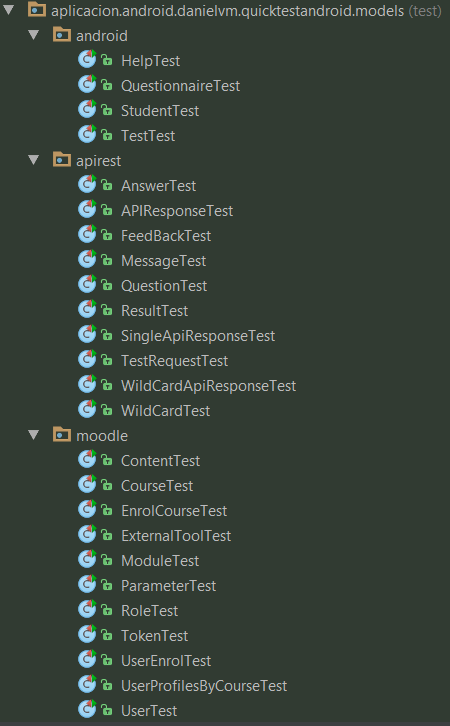 aplicacion.android.danielvm.quicktestandroid.models (test)
android
HelpTest
QuestionnaireTest
StudentTest
TestTest
apirest
AnswerTest
APIResponseTest
FeedBackTest
MessageTest
QuestionTest
ResultTest
SingleApiResponseTest
TestRequestTest
WildCardApiResponseTest
WildCardTest
moodle
ContentTest
CourseTest
EnrolCourseTest
ExternalToolTest
ModuleTest
ParameterTest
RoleTest
TokenTest
UserEnrolTest
UserProfilesByCourseTest
UserTest